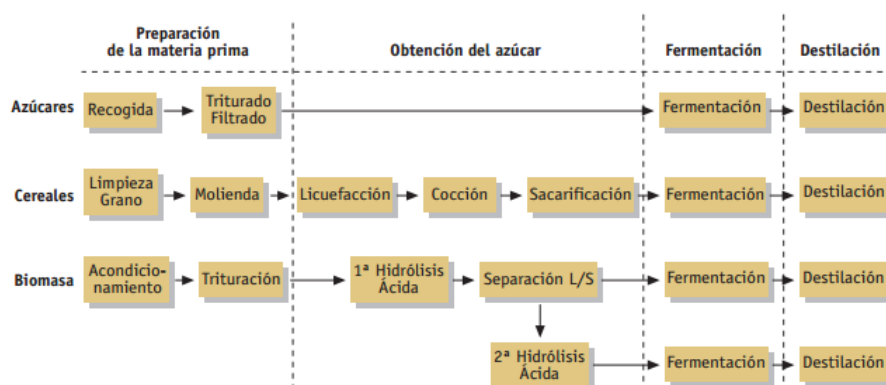 Preparación
de la materia prima
Obtención del azúcar
Fermentación
Destilación
Azúcares
Recogida
Triturado
Filtrado
Fermentación
Destilación
Cereales
Limpieza
Grano
Molienda
Licuefacción
Cocción
Sacarificación
Fermentación
Destilación
Biomasa
Acondicio-
namiento
Trituración
1ª Hidrólisis
Ácida
Separación L/S
Fermentación
Destilación
2ª Hidrólisis
Ácida
Fermentación
Destilación